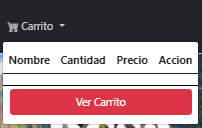 Carrito
Nombre Cantidad Precio Accion
Ver Carrito